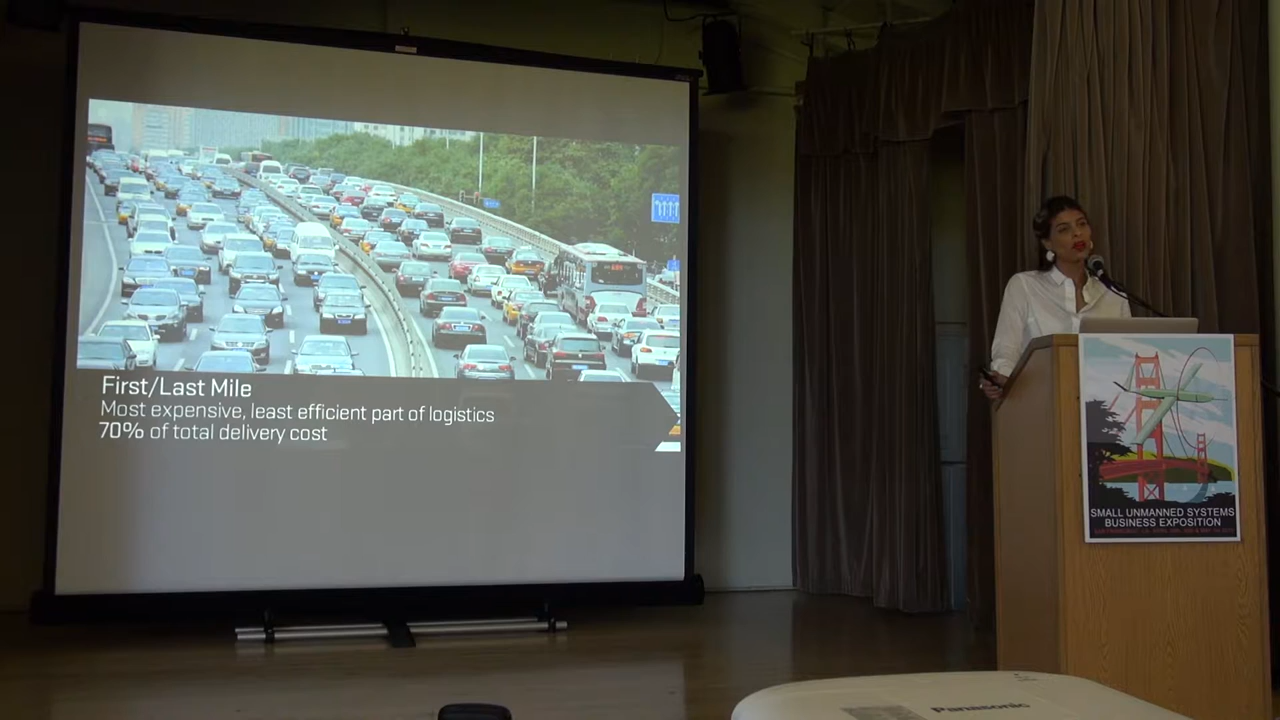 First/Last Mile
Most expensive, least efficient part of logistics
70% of total delivery cost
SMALL UNMANNED SYSTEMS
BUSINESS EXPOSITION
Panasonic